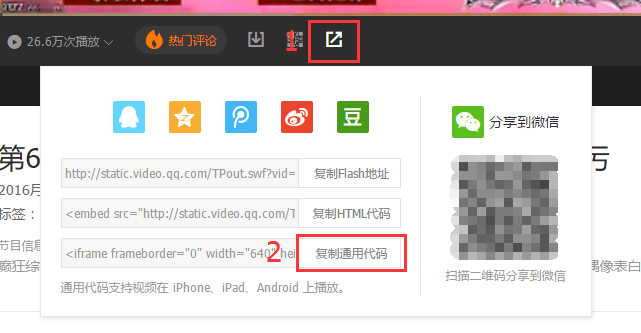 26.6万次播放
热门评论
1
豆
分享到微信
第6
http://static.video.qq.com/TPout.swf?vid=
复制Flash地址
2016月
标签：
<embed src="http://static.video.qq.com/T
复制HTML代码
节目信息
<iframe frameborder="0" width="640" hei
2
复制通用代码
癫狂综
偶像表白
扫描二维码分享到微信
通用代码支持视频在 iPhone、iPad、Android 上播放。